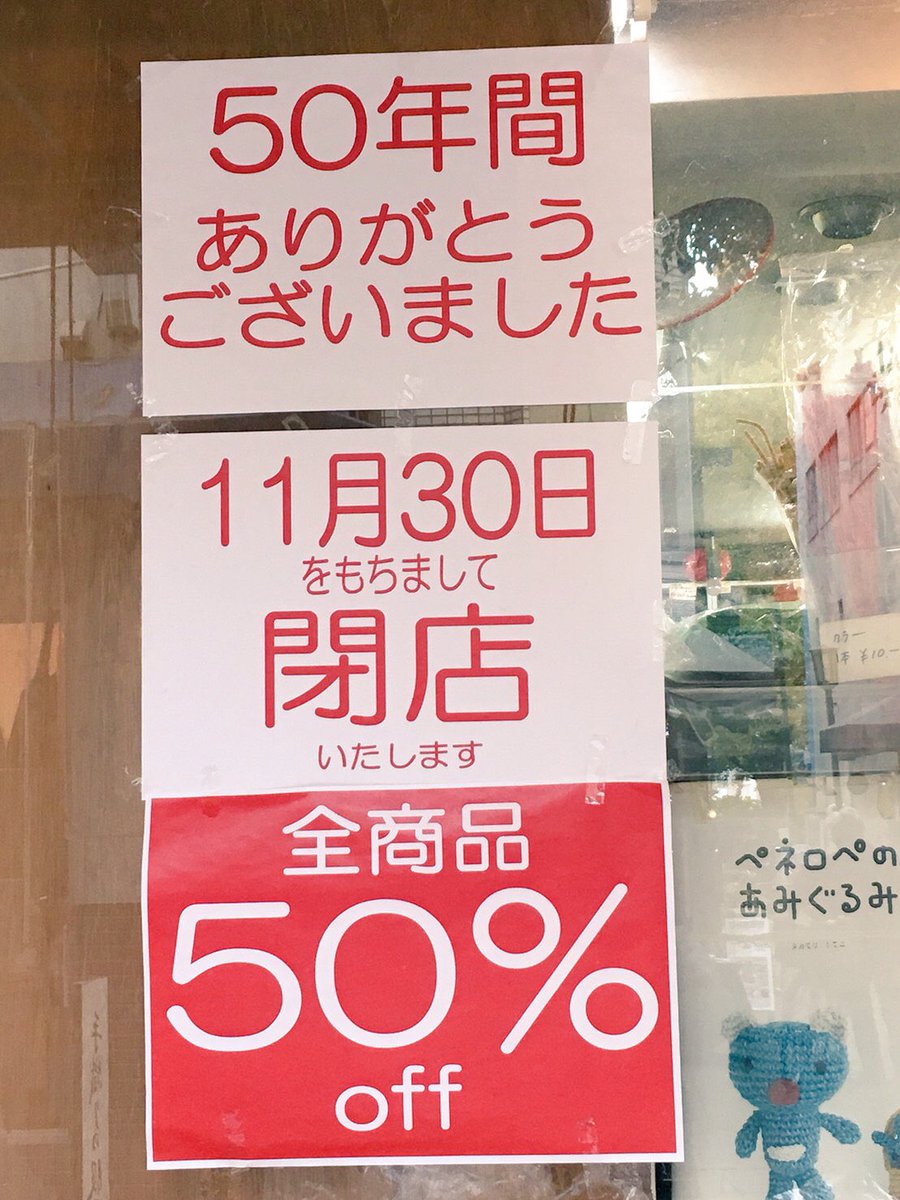 50年間
ありがとう
ございました
11月30日
をもちまして
閉店
いたします
全商品
50%
off
ペネロペの
あみぐるみ